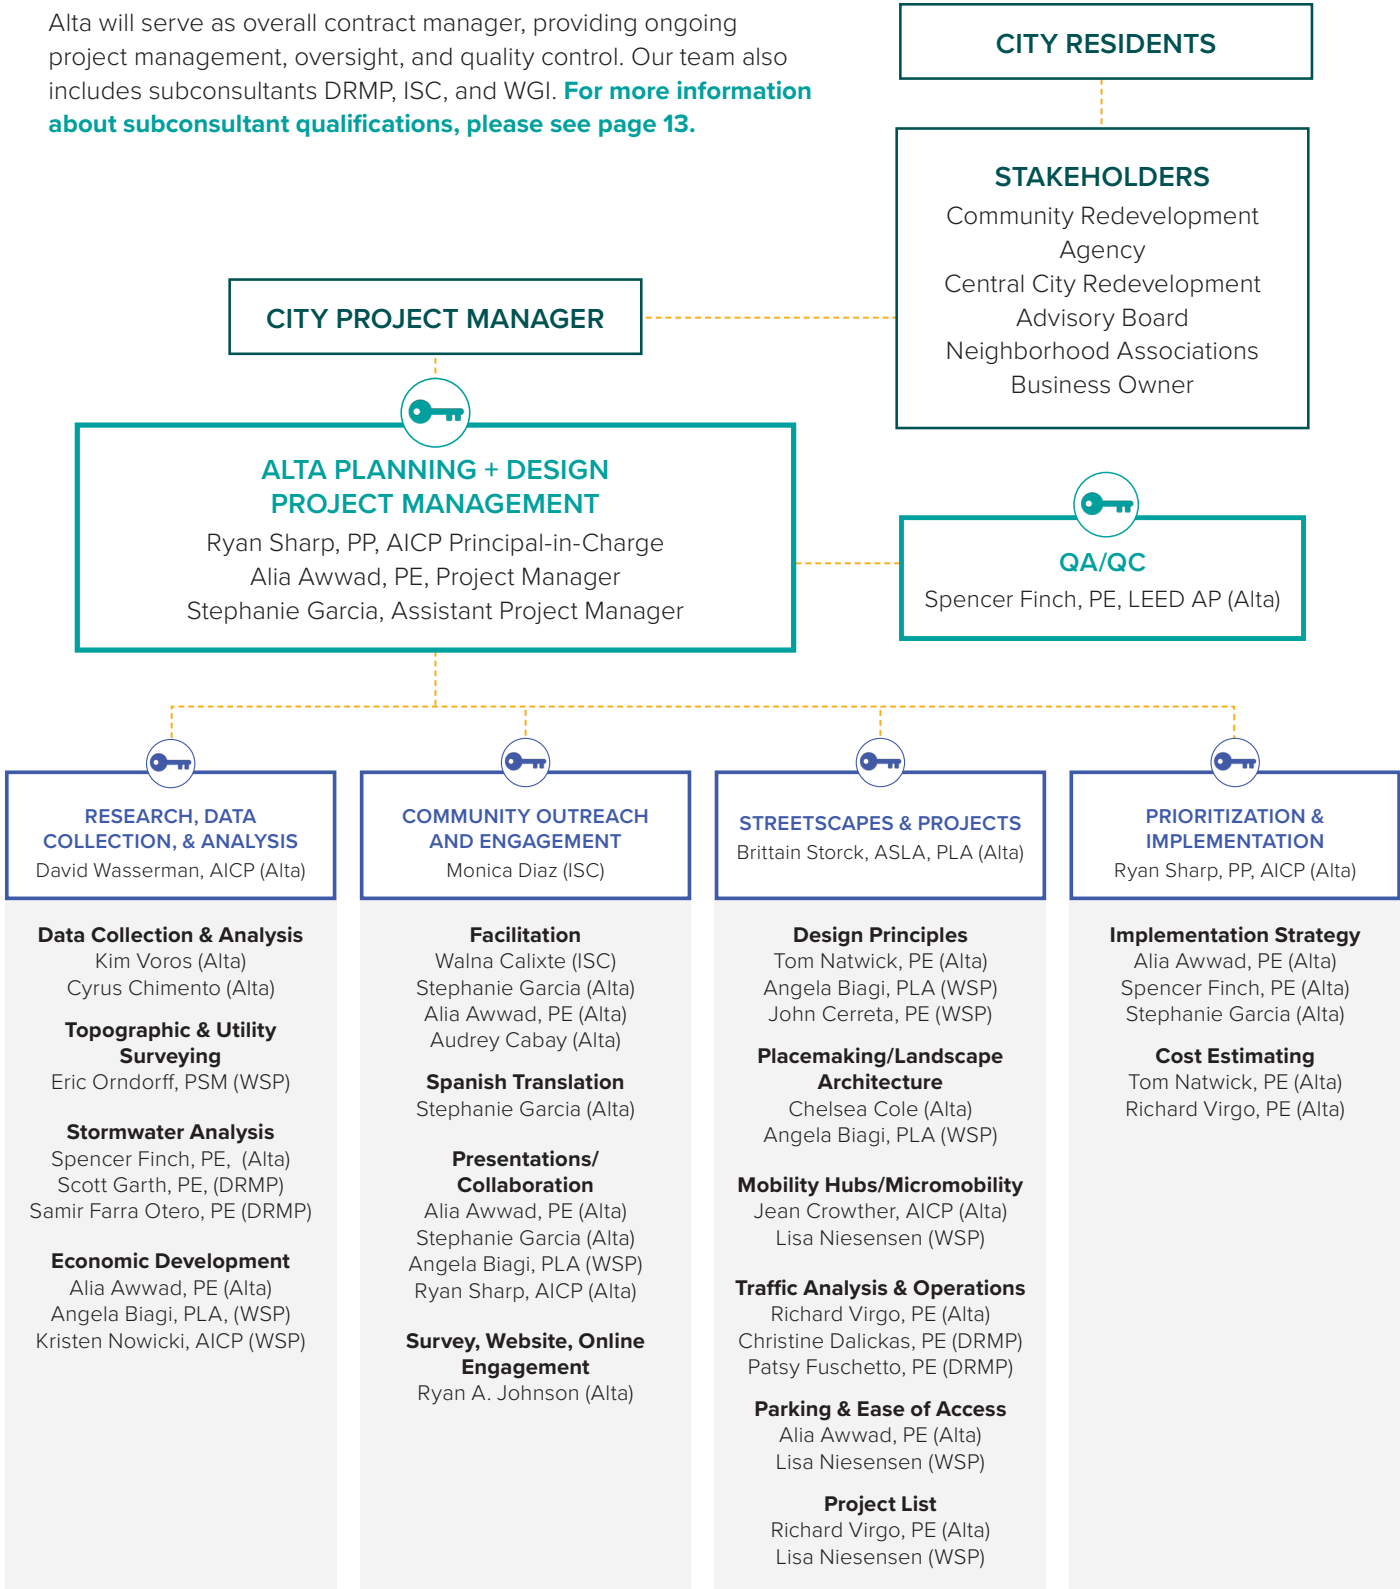 Alta will serve as overall contract manager, providing ongoing
project management, oversight, and quality control. Our team also
includes subconsultants DRMP, ISC, and WGI. For more information
about subconsultant qualifications, please see page 13.
CITY RESIDENTS
STAKEHOLDERS
Community Redevelopment
Agency
Central City Redevelopment
Advisory Board
Neighborhood Associations
Business Owner
CITY PROJECT MANAGER
ALTA PLANNING + DESIGN
PROJECT MANAGEMENT
Ryan Sharp, PP, AICP Principal-in-Charge
Alia Awwad, PE, Project Manager
Stephanie Garcia, Assistant Project Manager
QA/QC
Spencer Finch, PE, LEED AP (Alta)
RESEARCH, DATA
COLLECTION, & ANALYSIS
David Wasserman, AICP (Alta)
Data Collection & Analysis
Kim Voros (Alta)
Cyrus Chimento (Alta)
Topographic & Utility
Surveying
Eric Orndorff, PSM (WSP)
Stormwater Analysis
Spencer Finch, PE, (Alta)
Scott Garth, PE, (DRMP)
Samir Farra Otero, PE (DRMP)
Economic Development
Alia Awwad, PE (Alta)
Angela Biagi, PLA, (WSP)
Kristen Nowicki, AICP (WSP)
COMMUNITY OUTREACH
AND ENGAGEMENT
Monica Diaz (ISC)
Facilitation
Walna Calixte (ISC)
Stephanie Garcia (Alta)
Alia Awwad, PE (Alta)
Audrey Cabay (Alta)
Spanish Translation
Stephanie Garcia (Alta)
Presentations/
Collaboration
Alia Awwad, PE (Alta)
Stephanie Garcia (Alta)
Angela Biagi, PLA (WSP)
Ryan Sharp, AICP (Alta)
Survey, Website, Online
Engagement
Ryan A. Johnson (Alta)
STREETSCAPES & PROJECTS
Brittain Storck, ASLA, PLA (Alta)
Design Principles
Tom Natwick, PE (Alta)
Angela Biagi, PLA (WSP)
John Cerreta, PE (WSP)
Placemaking/Landscape
Architecture
Chelsea Cole (Alta)
Angela Biagi, PLA (WSP)
Mobility Hubs/Micromobility
Jean Crowther, AICP (Alta)
Lisa Niesensen (WSP)
Traffic Analysis & Operations
Richard Virgo, PE (Alta)
Christine Dalickas, PE (DRMP)
Patsy Fuschetto, PE (DRMP)
Parking & Ease of Access
Alia Awwad, PE (Alta)
Lisa Niesensen (WSP)
Project List
Richard Virgo, PE (Alta)
Lisa Niesensen (WSP)
PRIORITIZATION &
IMPLEMENTATION
Ryan Sharp, PP, AICP (Alta)
Implementation Strategy
Alia Awwad, PE (Alta)
Spencer Finch, PE (Alta)
Stephanie Garcia (Alta)
Cost Estimating
Tom Natwick, PE (Alta)
Richard Virgo, PE (Alta)